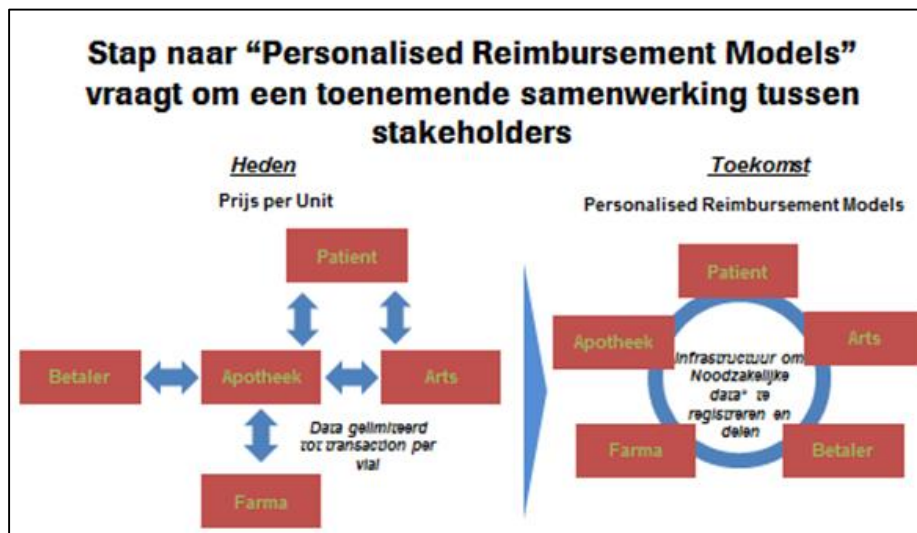 Stap naar “Personalised Reimbursement Models”
vraagt om een toenemende samenwerking tussen
stakeholders
Heden
Prijs per Unit
Patient
Betaler
Apotheek
Arts
Data gelimiteerd
tot transaction per
vial
Farma
Toekomst
Personalised Reimbursement Models
Patient
Apotheek
Arts
Infrastructuur om
Noodzakelijke
data* te
registreren en
delen
Farma
Betaler